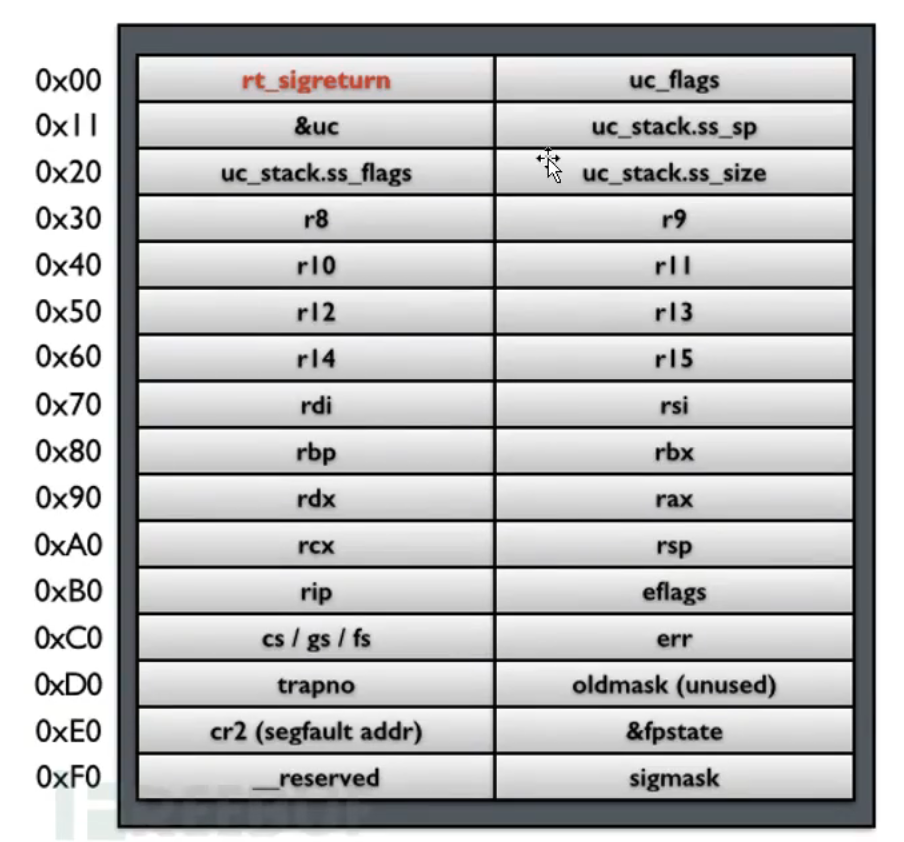 0x00 rt_sigreturn uc_flags
0x11 &uc uc_stack.ss_sp
0x20 uc_stack.ss_flags uc_stack.ss_size
0x30 r8 r9
0x40 r10 r11
0x50 r12 r13
0x60 r14 r15
0x70 rdi rsi
0x80 rbp rbx
0x90 rdx rax
0xA0 rcx rsp
0xB0 rip eflags
0xC0 cs / gs / fs err
0xD0 trapno oldmask (unused)
0xE0 cr2 (segfault addr) &fpstate
0xF0 __reserved sigmask